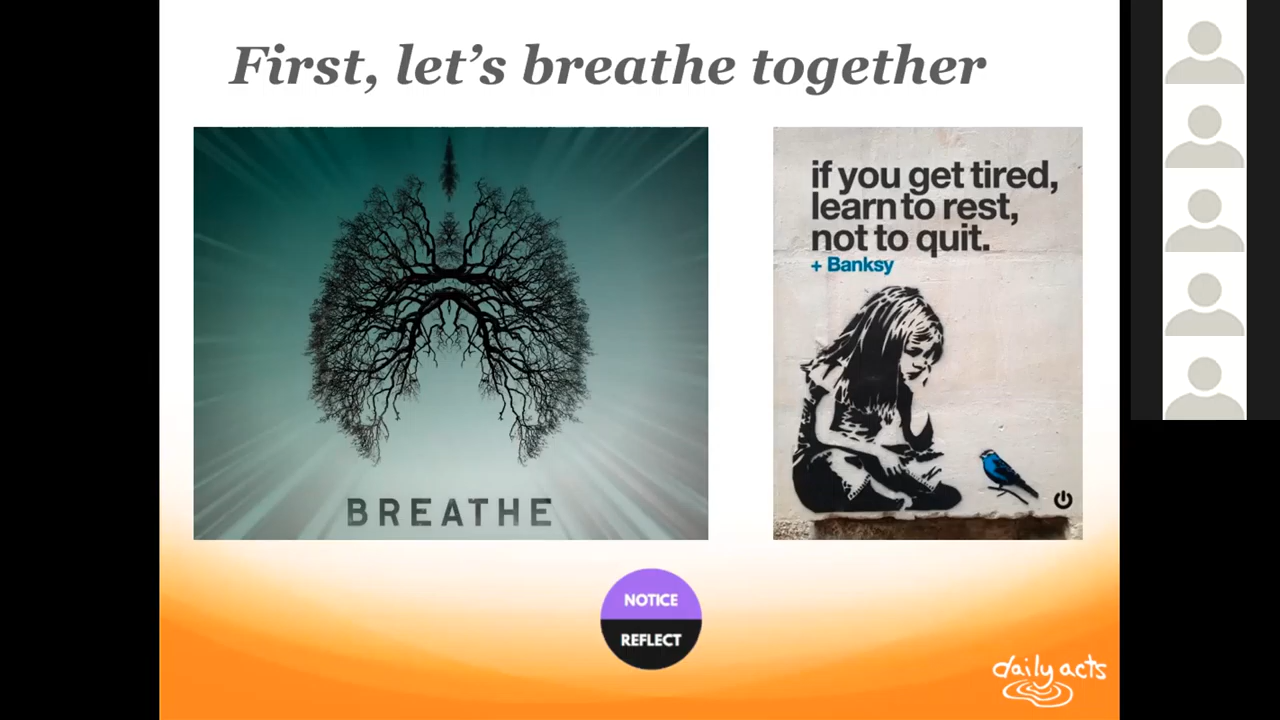 First, let’s breathe together
BREATHE
if you get tired,
learn to rest,
not to quit.
+ Banksy
NOTICE
REFLECT
daily acts